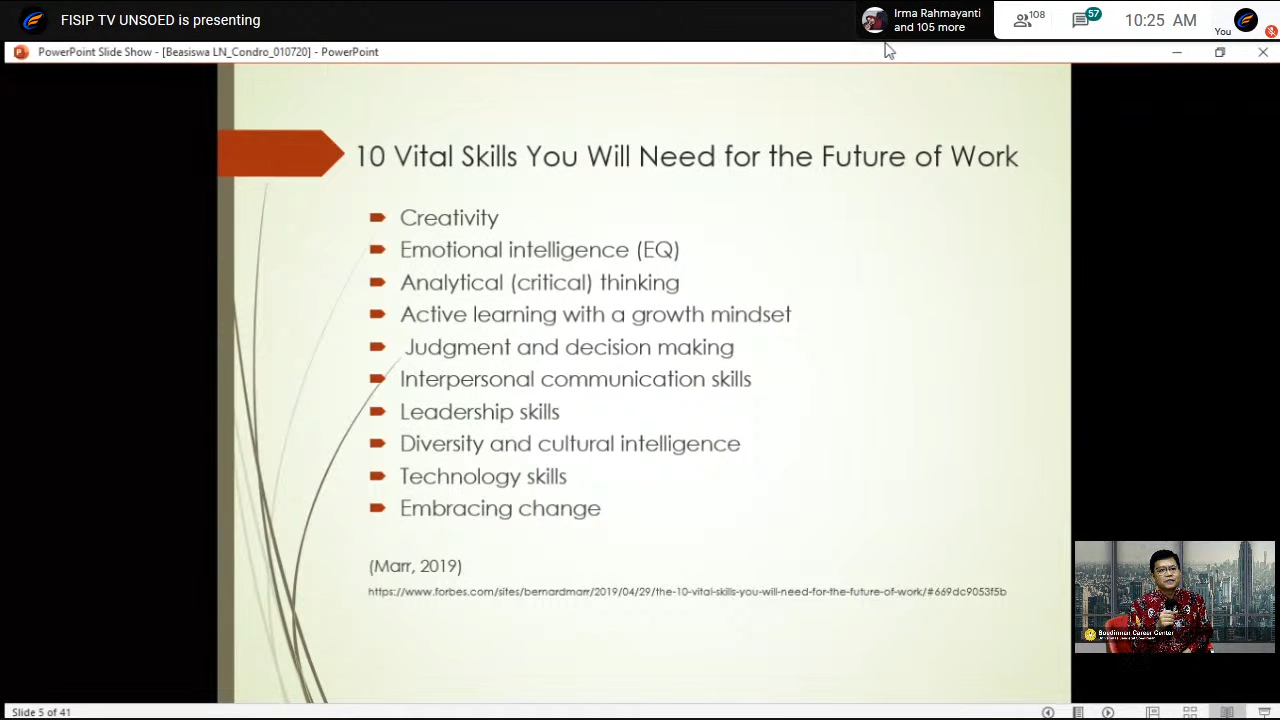 FISIP TV UNSOED is presenting
Irma Rahmayanti
and 105 more
108
57
10:25 AM
You
PowerPoint Slide Show - [Beasiswa LN_Condro_010720] - PowerPoint
10 Vital Skills You Will Need for the Future of Work
Creativity
Emotional intelligence (EQ)
Analytical (critical) thinking
Active learning with a growth mindset
Judgment and decision making
Interpersonal communication skills
Leadership skills
Diversity and cultural intelligence
Technology skills
Embracing change
(Marr, 2019)
https://www.forbes.com/sites/bernardmarr/2019/04/29/the-10-vital-skills-you-will-need-for-the-future-of-work/#669dc9053f5b
Soedirman Career Center
Slide 5 of 41